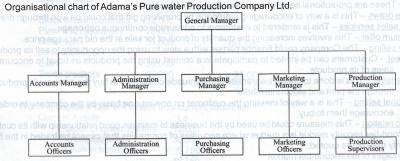 Organisational chart of Adama's Pure water Production Company Ltd.
General Manager
Accounts Manager
Administration
Manager
Purchasing
Manager
Marketing
Manager
Production
Manager
Accounts
Officers
Administration
Officers
Purchasing
Officers
Marketing
Officers
Production
Supervisors